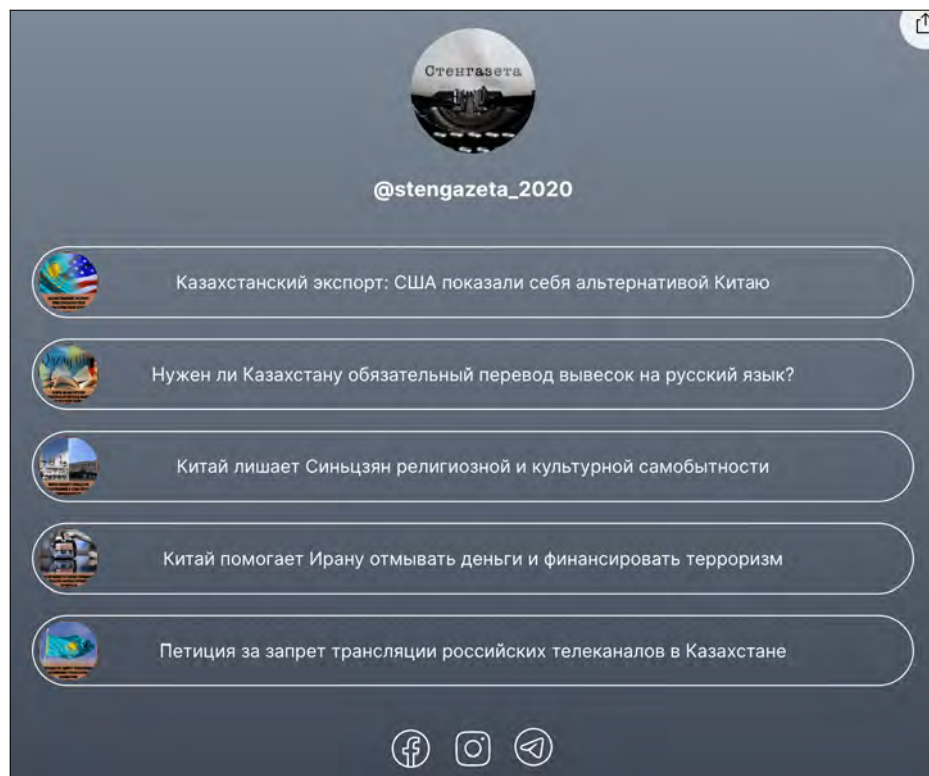 Стенгазета
@stengazeta_2020
Казахстанский экспорт: США показали себя альтернативой Китаю
Нужен ли Казахстану обязательный перевод вывесок на русский язык?
Китай лишает Синьцзян религиозной и культурной самобытности
Китай помогает Ирану отмывать деньги и финансировать терроризм
Петиция за запрет трансляции российских телеканалов в Казахстане